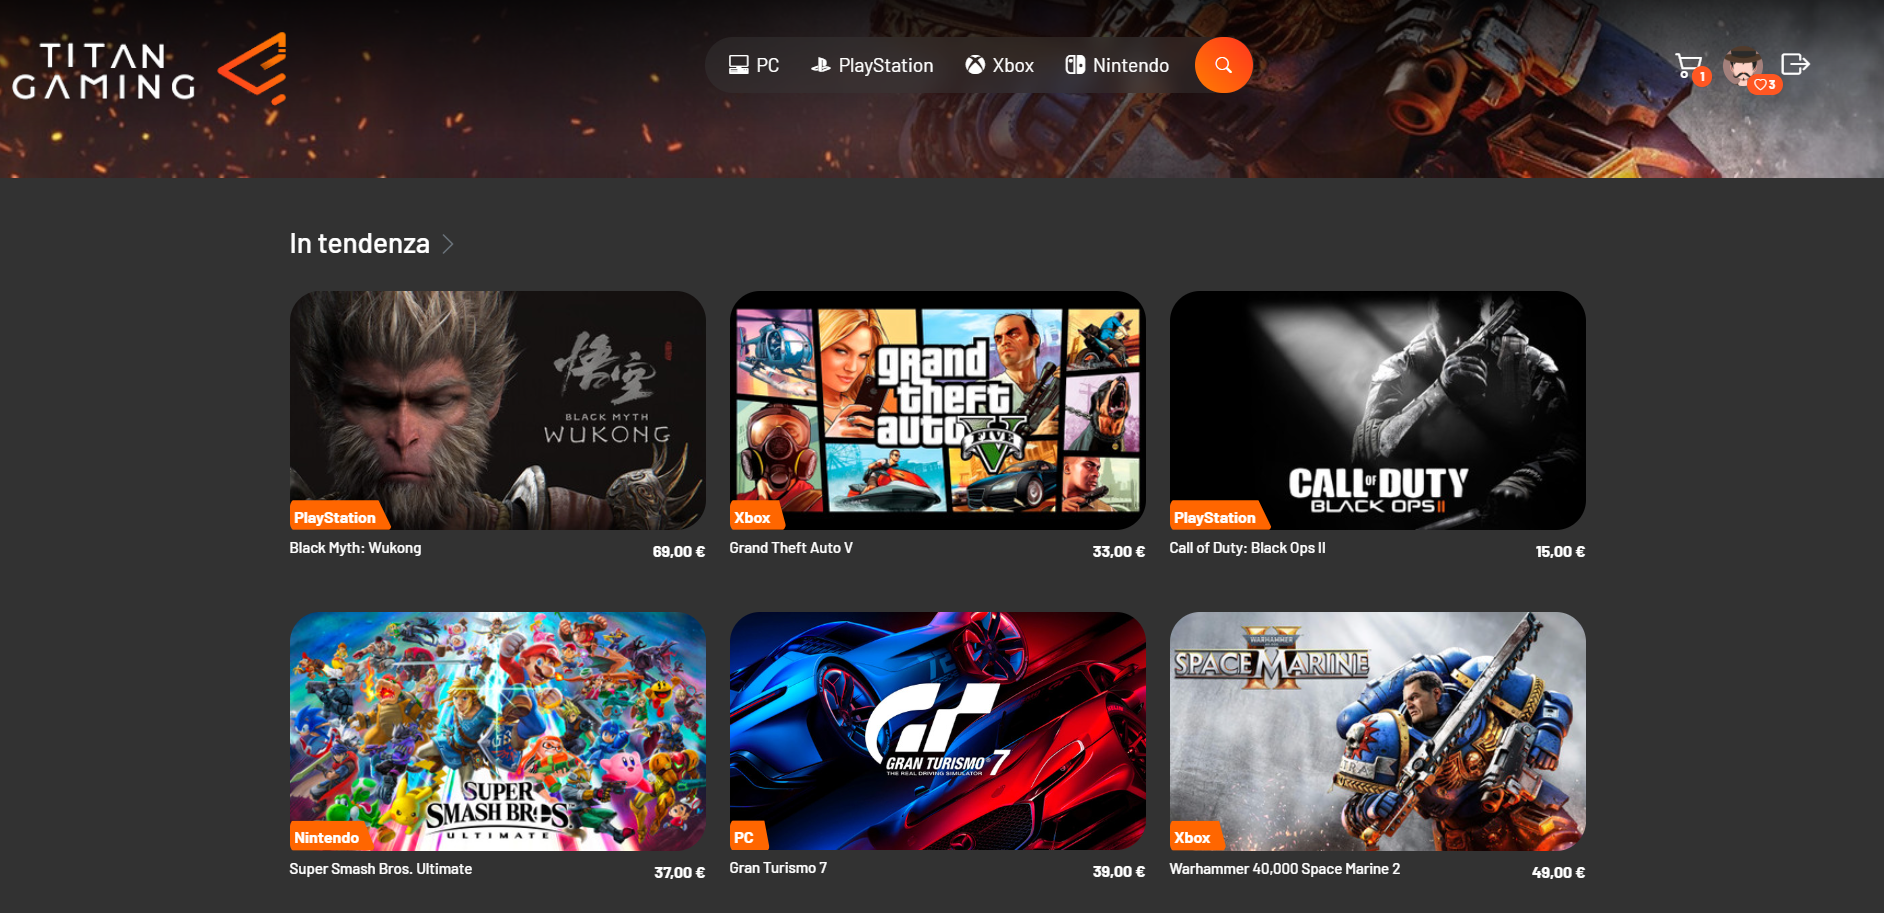 TITAN
GAMING
PC
PlayStation
Xbox
Nintendo
1
3
In tendenza
悟空
BLACK MYTH
WUKONG
PlayStation
Black Myth: Wukong
69,00 €
grand
theft
auto
FIVE
V
Xbox
Grand Theft Auto V
33,00 €
CALL OF DUTY
BLACK OPS II
PlayStation
Call of Duty: Black Ops II
15,00 €
SUPER
SMASH BROS.
ULTIMATE
Nintendo
Super Smash Bros. Ultimate
37,00 €
GT
GRAN TURISMO 7
THE REAL DRIVING SIMULATOR
PC
Gran Turismo 7
39,00 €
WARHAMMER
SPACE MARINE
II
Xbox
Warhammer 40,000 Space Marine 2
49,00 €